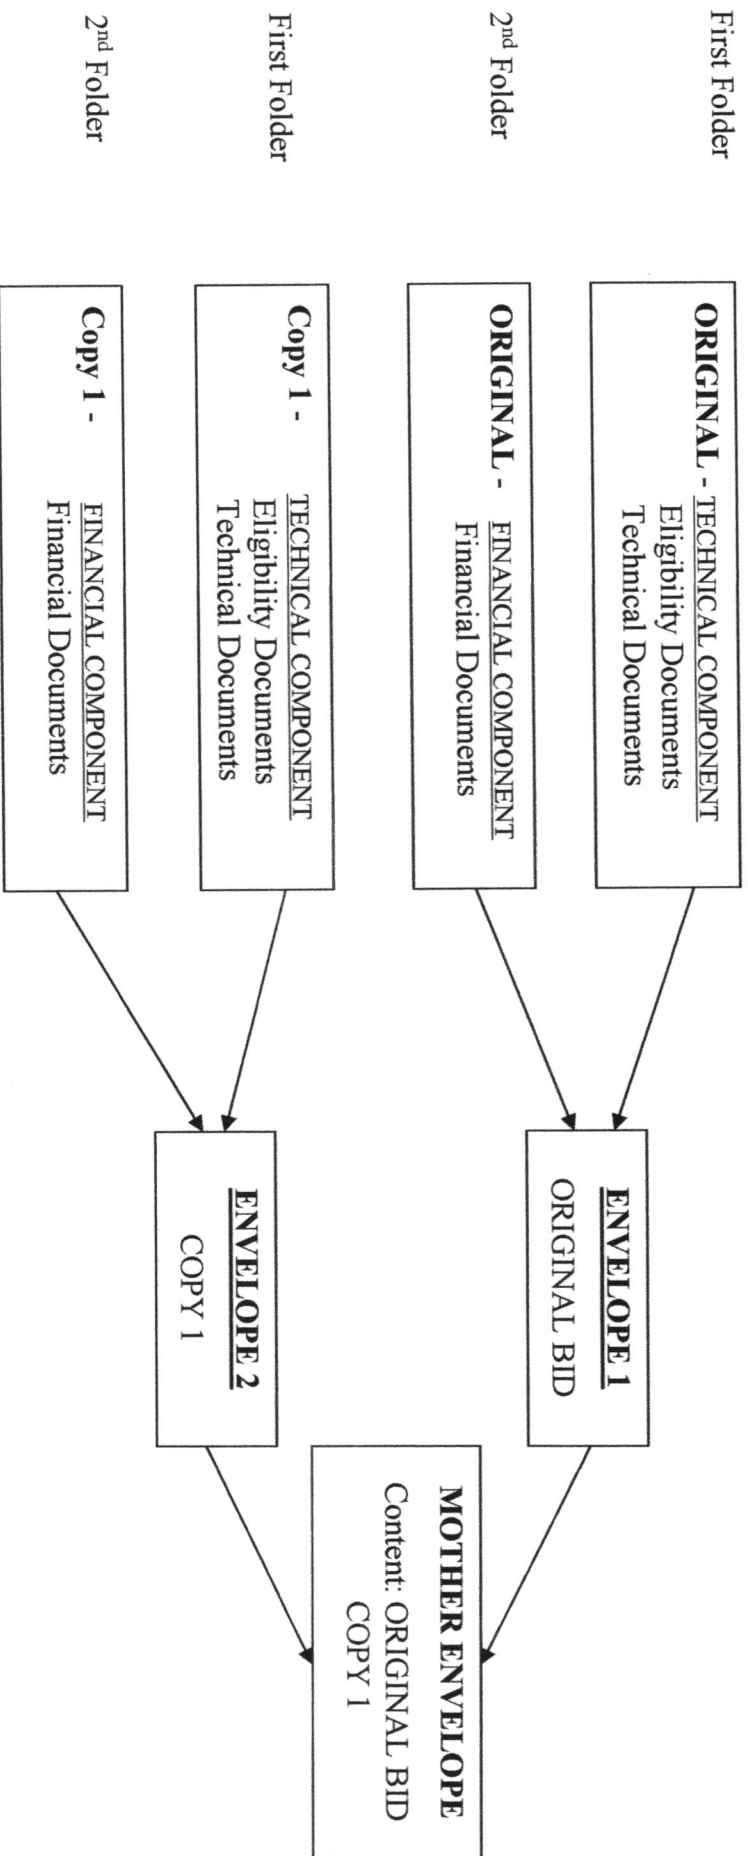 First Folder
ORIGINAL - TECHNICAL COMPONENT
Eligibility Documents
Technical Documents
2nd Folder
ORIGINAL - FINANCIAL COMPONENT
Financial Documents
First Folder
Copy 1 - TECHNICAL COMPONENT
Eligibility Documents
Technical Documents
2nd Folder
Copy 1 - FINANCIAL COMPONENT
Financial Documents
ENVELOPE 1
ORIGINAL BID
ENVELOPE 2
COPY 1
MOTHER ENVELOPE
Content: ORIGINAL BID
COPY 1